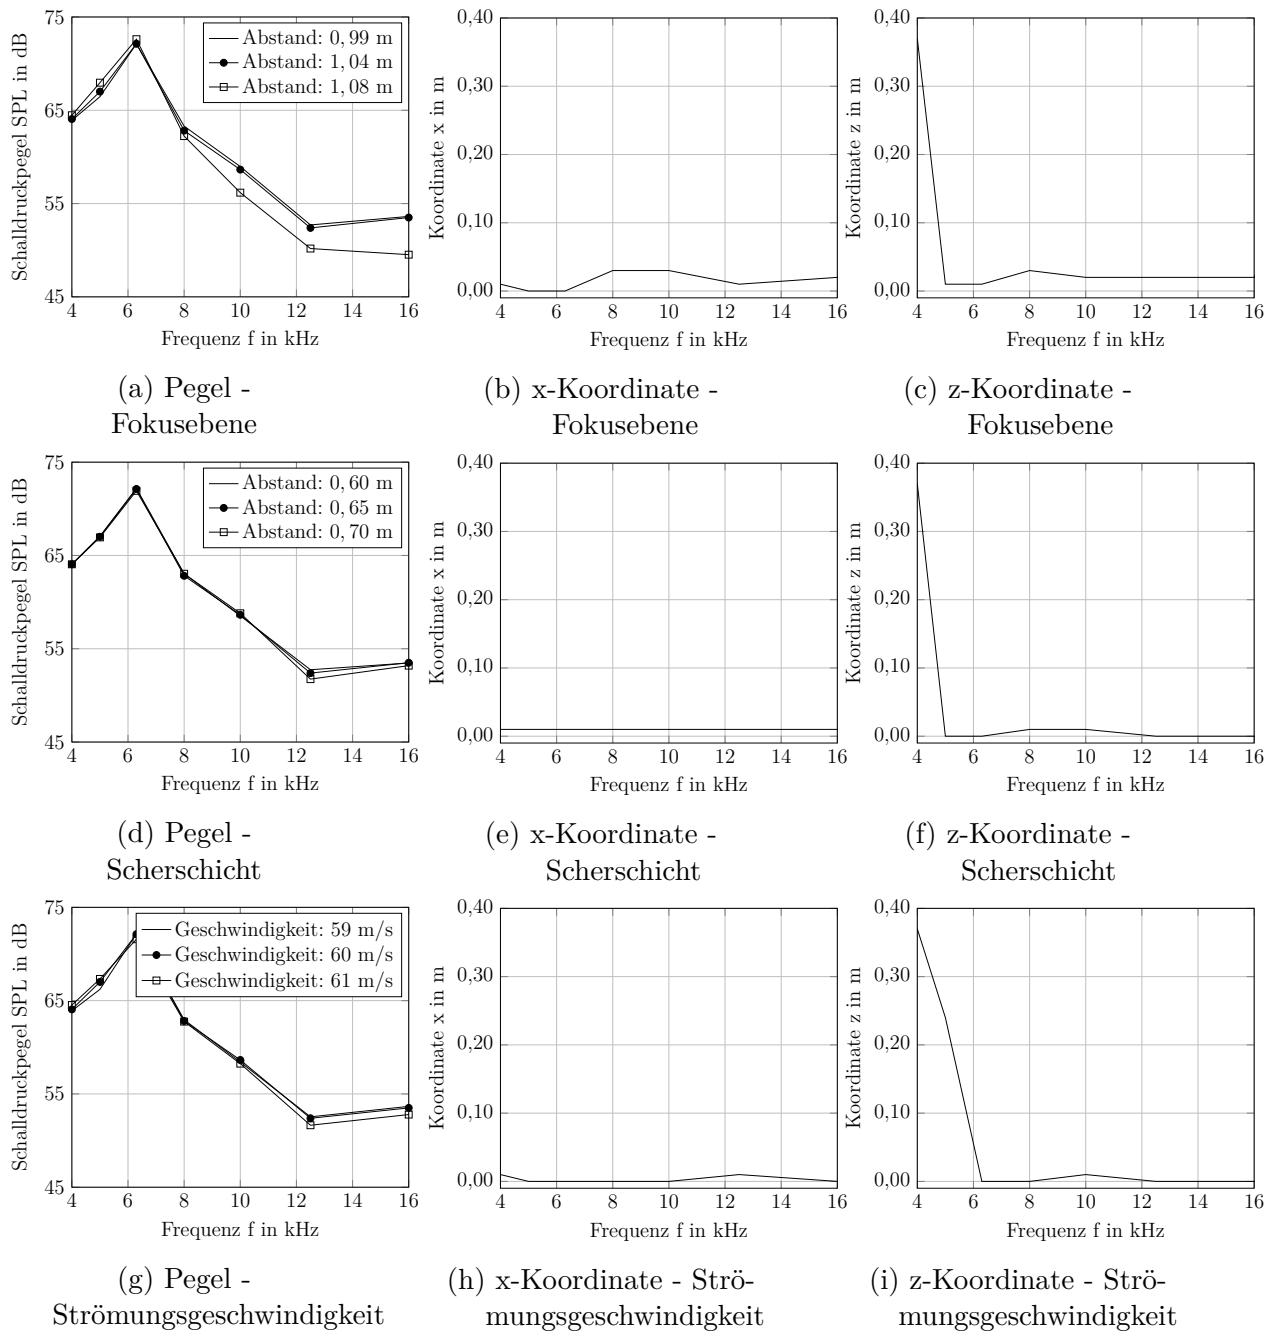 75
65
55
45
Schalldruckpegel SPL in dB
Abstand: 0, 99 m
Abstand: 1, 04 m
Abstand: 1, 08 m
4 6 8 10 12 14 16
Frequenz f in kHz
(a) Pegel -
Fokusebene
0,40
0,30
0,20
0,10
0,00
Koordinate x in m
4 6 8 10 12 14 16
Frequenz f in kHz
(b) x-Koordinate -
Fokusebene
0,40
0,30
0,20
0,10
0,00
Koordinate z in m
4 6 8 10 12 14 16
Frequenz f in kHz
(c) z-Koordinate -
Fokusebene
75
65
55
45
Schalldruckpegel SPL in dB
Abstand: 0, 60 m
Abstand: 0, 65 m
Abstand: 0, 70 m
4 6 8 10 12 14 16
Frequenz f in kHz
(d) Pegel -
Scherschicht
0,40
0,30
0,20
0,10
0,00
Koordinate x in m
4 6 8 10 12 14 16
Frequenz f in kHz
(e) x-Koordinate -
Scherschicht
0,40
0,30
0,20
0,10
0,00
Koordinate z in m
4 6 8 10 12 14 16
Frequenz f in kHz
(f) z-Koordinate -
Scherschicht
75
65
55
45
Schalldruckpegel SPL in dB
Geschwindigkeit: 59 m/s
Geschwindigkeit: 60 m/s
Geschwindigkeit: 61 m/s
4 6 8 10 12 14 16
Frequenz f in kHz
(g) Pegel -
Strömungsgeschwindigkeit
0,40
0,30
0,20
0,10
0,00
Koordinate x in m
4 6 8 10 12 14 16
Frequenz f in kHz
(h) x-Koordinate - Strö-
mungsgeschwindigkeit
0,40
0,30
0,20
0,10
0,00
Koordinate z in m
4 6 8 10 12 14 16
Frequenz f in kHz
(i) z-Koordinate - Strö-
mungsgeschwindigkeit